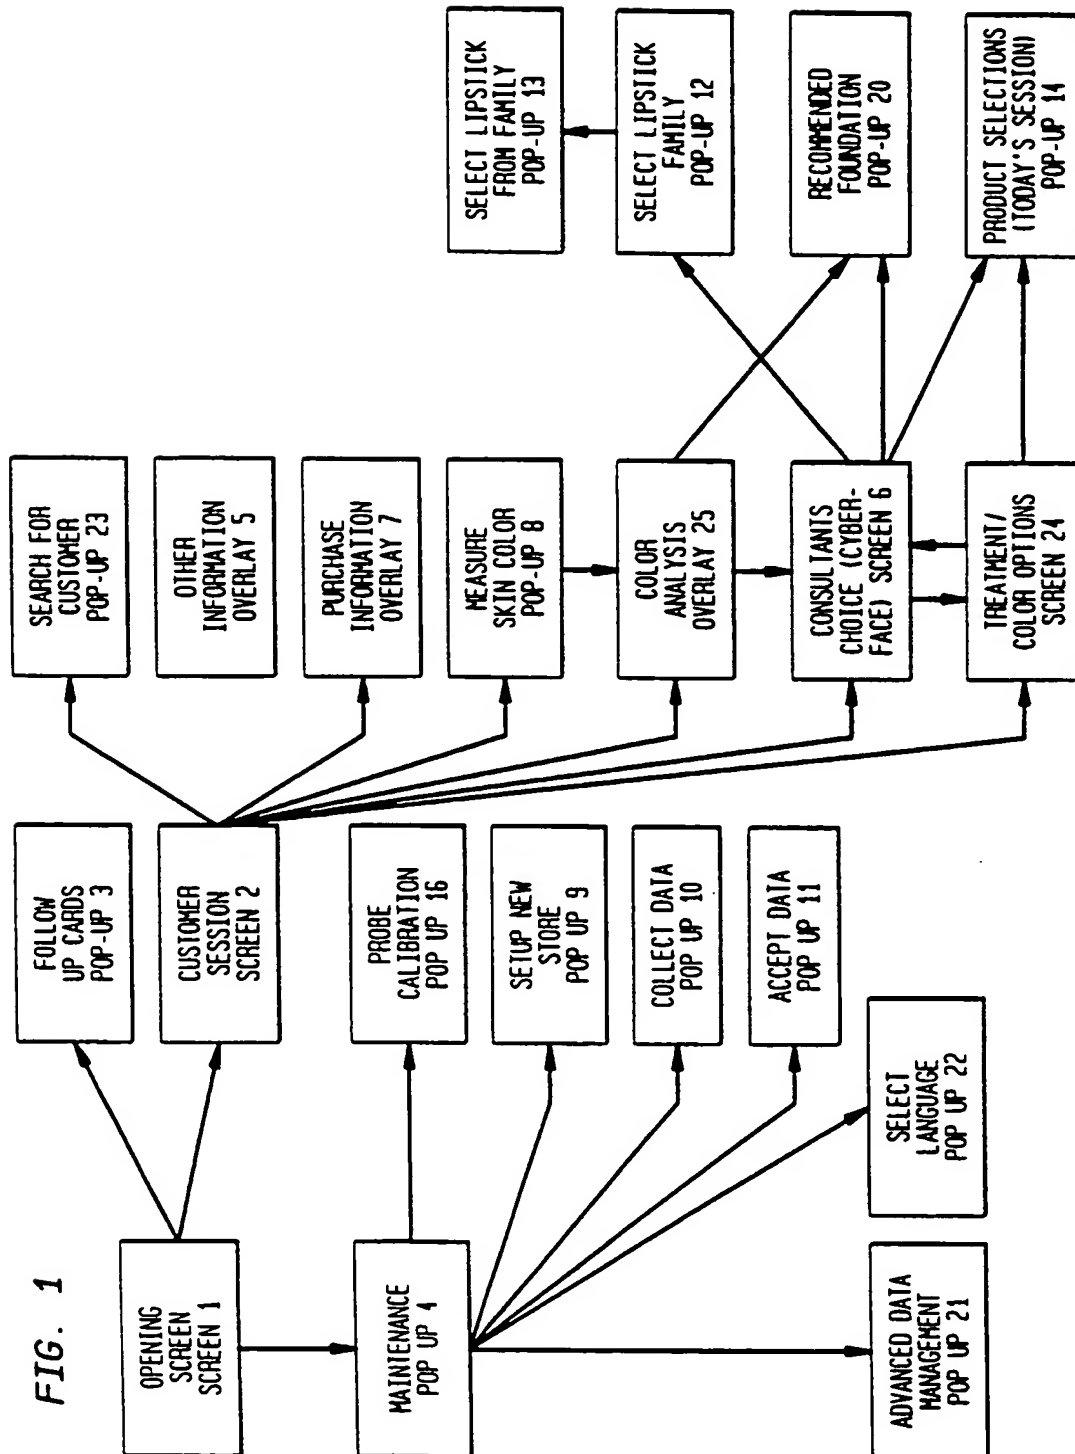 FIG. 1
OPENING
SCREEN
SCREEN 1
MAINTENANCE
POP UP 4
ADVANCED DATA
MANAGEMENT
POP UP 21
FOLLOW
UP CARDS
POP-UP 3
CUSTOMER
SESSION
SCREEN 2
PROBE
CALIBRATION
POP UP 16
SETUP NEW
STORE
POP UP 9
COLLECT DATA
POP UP 10
ACCEPT DATA
POP UP 11
SELECT
LANGUAGE
POP UP 22
SEARCH FOR
CUSTOMER
POP-UP 23
OTHER
INFORMATION
OVERLAY 5
PURCHASE
INFORMATION
OVERLAY 7
MEASURE
SKIN COLOR
POP-UP 8
COLOR
ANALYSIS
OVERLAY 25
CONSULTANTS
CHOICE (CYBER-
FACE) SCREEN 6
TREATMENT/
COLOR OPTIONS
SCREEN 24
SELECT LIPSTICK
FROM FAMILY
POP-UP 13
SELECT LIPSTICK
FAMILY
POP-UP 12
RECOMMENDED
FOUNDATION
POP-UP 20
PRODUCT SELECTIONS
(TODAY'S SESSION)
POP-UP 14